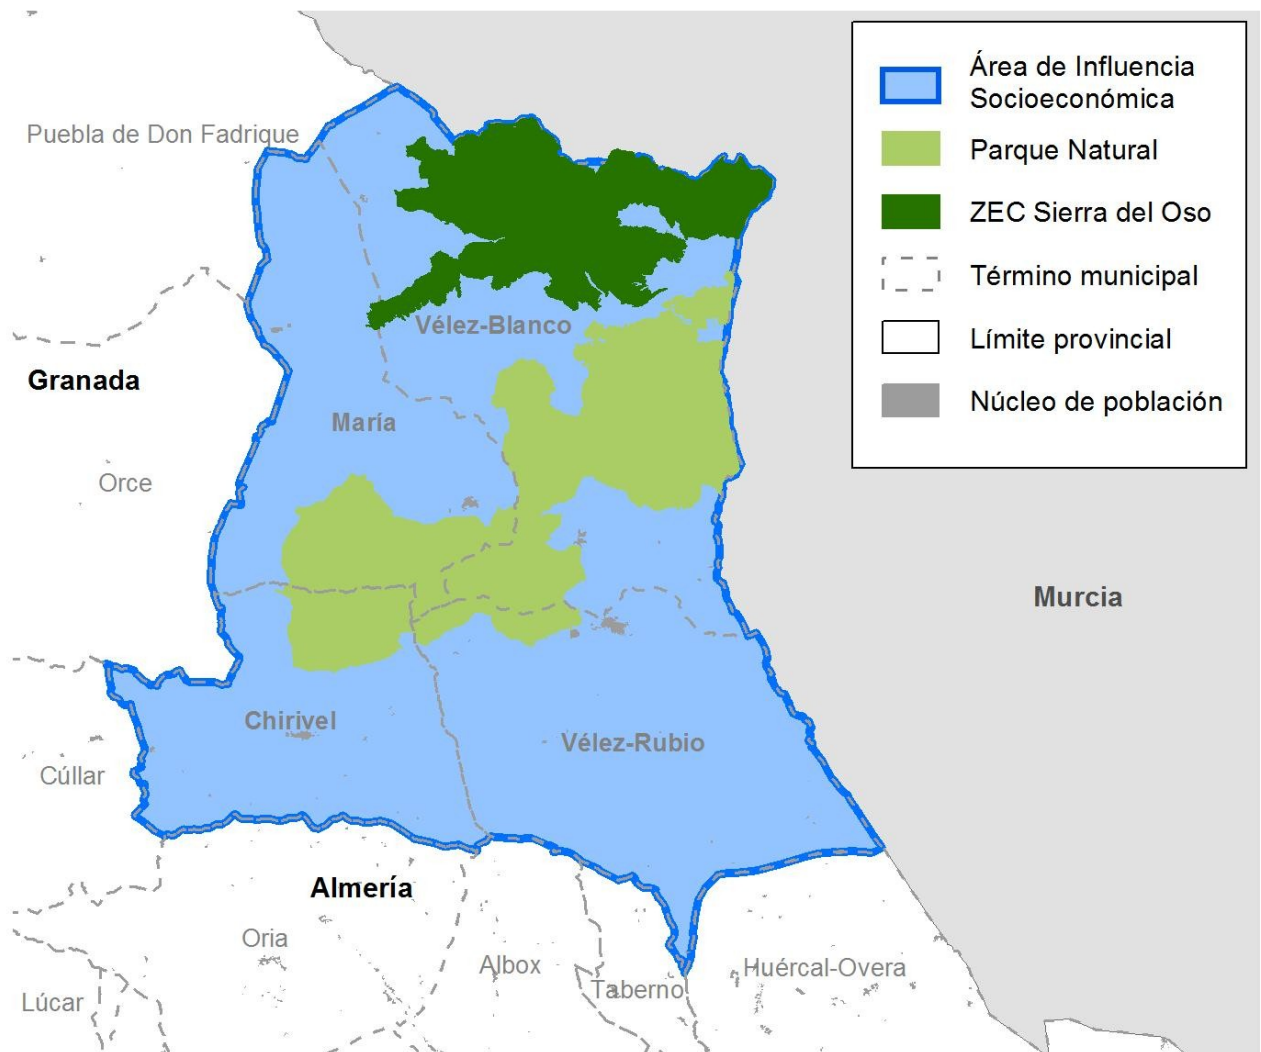 Área de Influencia
Socioeconómica
Parque Natural
ZEC Sierra del Oso
Término municipal
Límite provincial
Núcleo de población
Puebla de Don Fadrique
Vélez-Blanco
Granada
María
Orce
Murcia
Chirivel
Vélez-Rubio
Cúllar
Almería
Oria
Albox
Huércal-Overa
Taberno
Lúcar